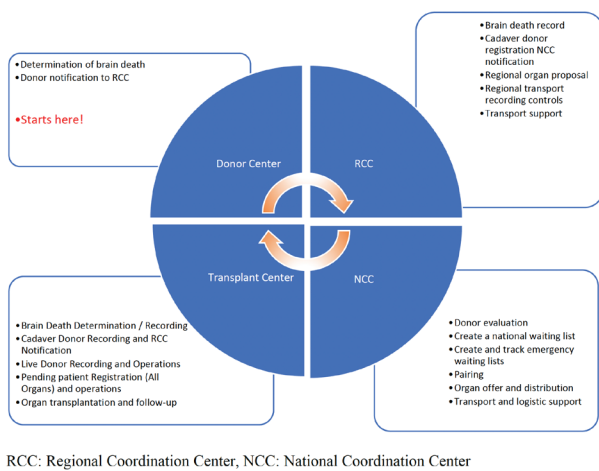 •Determination of brain death
•Donor notification to RCC
•Starts here!
•Brain death record
•Cadaver donor
registration NCC
notification
•Regional organ proposal
•Regional transport
recording controls
•Transport support
Donor Center
RCC
Transplant Center
NCC
•Brain Death Determination / Recording
•Cadaver Donor Recording and RCC
Notification
•Live Donor Recording and Operations
•Pending patient Registration (All
Organs) and operations
•Organ transplantation and follow-up
•Donor evaluation
•Create a national waiting list
•Create and track emergency
waiting lists
•Pairing
•Organ offer and distribution
•Transport and logistic support
RCC: Regional Coordination Center, NCC: National Coordination Center